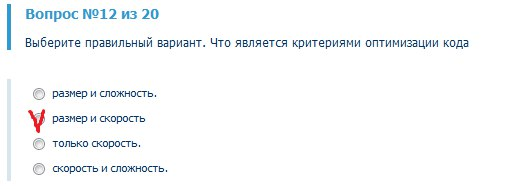 Вопрос №12 из 20
Выберите правильный вариант. Что является критериями оптимизации кода
размер и сложность.
размер и скорость
только скорость.
скорость и сложность.